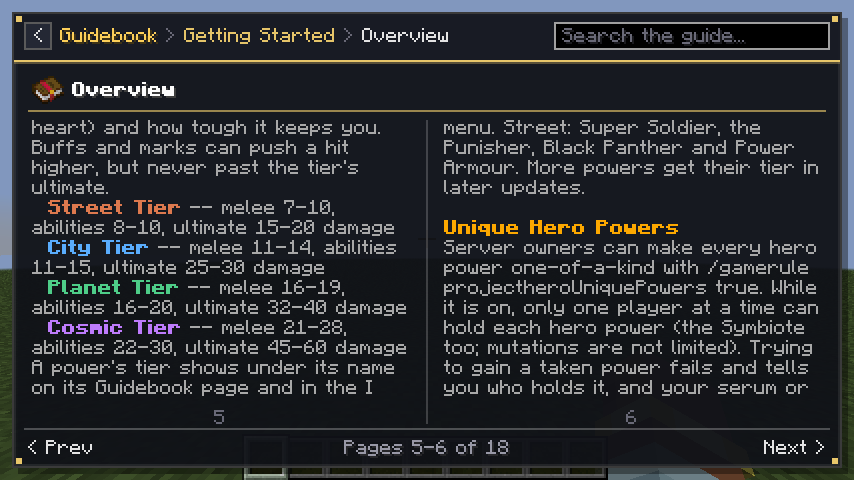 < Guidebook > Getting Started > Overview
Search the guide...
Overview
heart) and how tough it keeps you.
Buffs and marks can push a hit
higher, but never past the tier's
ultimate.
Street Tier -- melee 7-10,
abilities 8-10, ultimate 15-20 damage
City Tier -- melee 11-14, abilities
11-15, ultimate 25-30 damage
Planet Tier -- melee 16-19,
abilities 16-20, ultimate 32-40 damage
Cosmic Tier -- melee 21-28,
abilities 22-30, ultimate 45-60 damage
A power's tier shows under its name
on its Guidebook page and in the I
5
menu. Street: Super Soldier, the
Punisher, Black Panther and Power
Armour. More powers get their tier in
later updates.
Unique Hero Powers
Server owners can make every hero
power one-of-a-kind with /gamerule
projectheroUniquePowers true. While
it is on, only one player at a time can
hold each hero power (the Symbiote
too; mutations are not limited). Trying
to gain a taken power fails and tells
you who holds it, and your serum or
6
< Prev
Pages 5-6 of 18
Next >